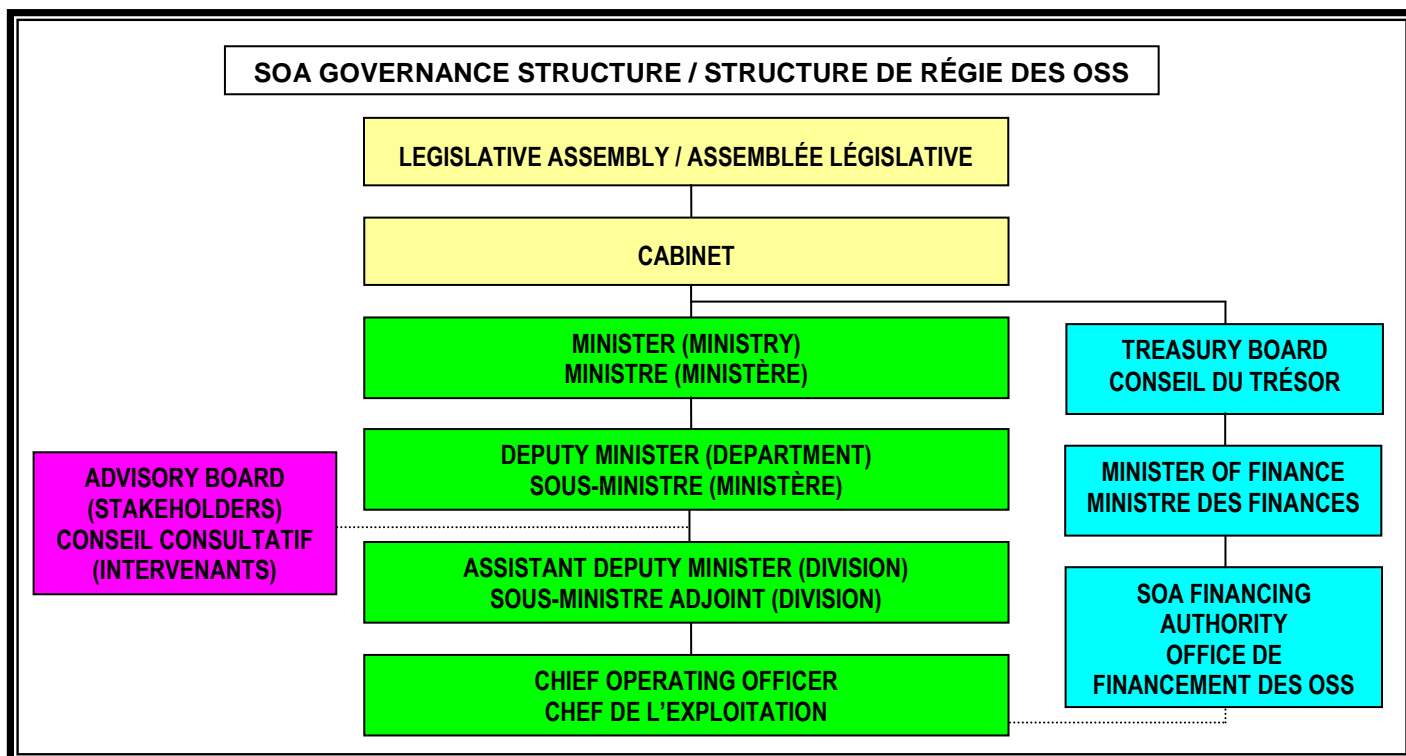 SOA GOVERNANCE STRUCTURE / STRUCTURE DE RÉGIE DES OSS
LEGISLATIVE ASSEMBLY / ASSEMBLÉE LÉGISLATIVE
CABINET
MINISTER (MINISTRY)
MINISTRE (MINISTÈRE)
TREASURY BOARD
CONSEIL DU TRÉSOR
DEPUTY MINISTER (DEPARTMENT)
SOUS-MINISTRE (MINISTÈRE)
MINISTER OF FINANCE
MINISTRE DES FINANCES
ADVISORY BOARD
(STAKEHOLDERS)
CONSEIL CONSULTATIF
(INTERVENANTS)
ASSISTANT DEPUTY MINISTER (DIVISION)
SOUS-MINISTRE ADJOINT (DIVISION)
SOA FINANCING
AUTHORITY
OFFICE DE
FINANCEMENT DES OSS
CHIEF OPERATING OFFICER
CHEF DE L'EXPLOITATION